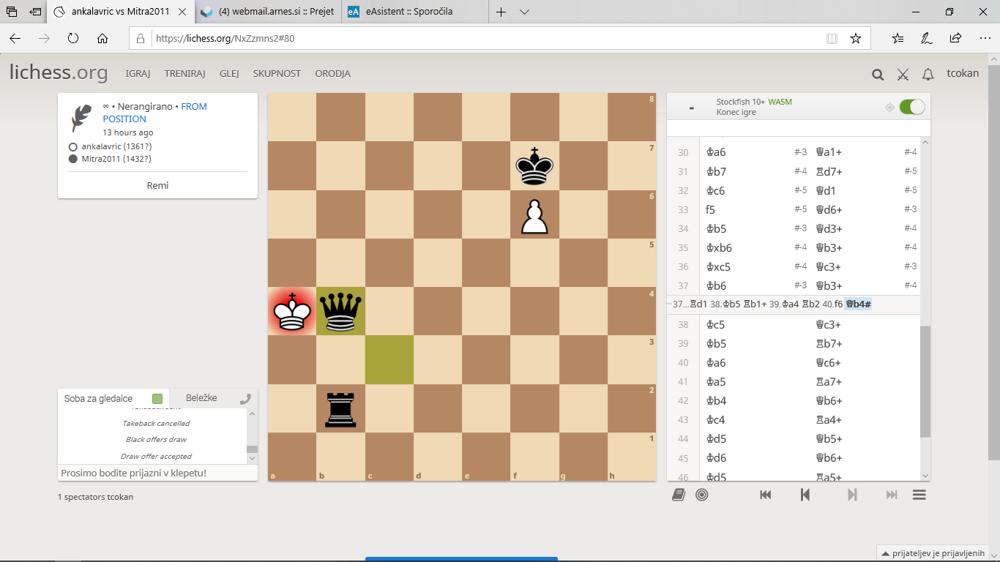 ankalavric vs Mitra2011:
(4) webmail.arnes.si :: Prejet
eAsistent :: Sporočila
https://lichess.org/NxZzmns2#80
lichess.org
IGRAJ TRENIRAJ GLEJ SKUPNOST ORODJA
tcokan
∞ • Nerangirano • FROM
POSITION
13 hours ago
ankalavric (1361?)
Mitra2011 (1432?)
Remi
Soba za gledalce
Beležke
Takeback cancelled
Black offers draw
Draw offer accepted
Prosimo bodite prijazni v klepetu!
1 spectators tcokan
8
7
6
5
4
3
2
1
a b c d e f g h
-
Stockfish 10+ WASM
Konec igre
30 ♔a6 #-3 ♕a1+ #-4
31 ♔b7 #-4 ♖d7+ #-5
32 ♔c6 #-5 ♕d1 #-5
33 f5 #-5 ♕d6+ #-3
34 ♔b5 #-3 ♕d3+ #-4
35 ♔xb6 #-4 ♕b3+ #-4
36 ♔xc5 #-4 ♕c3+ #-3
37 ♔b6 #-3 ♕b3+ #-4
37...♖d1 38.♔b5 ♖b1+ 39.♔a4 ♖b2 40.f6 ♕b4#
38 ♔c5 ♕c3+
39 ♔b5 ♖b7+
40 ♔a6 ♕c6+
41 ♔a5 ♖a7+
42 ♔b4 ♕b6+
43 ♔c4 ♖a4+
44 ♔d5 ♕b5+
45 ♔d6 ♕b6+
46 ♔d5 ♖a5+
prijateljev je prijavljenih